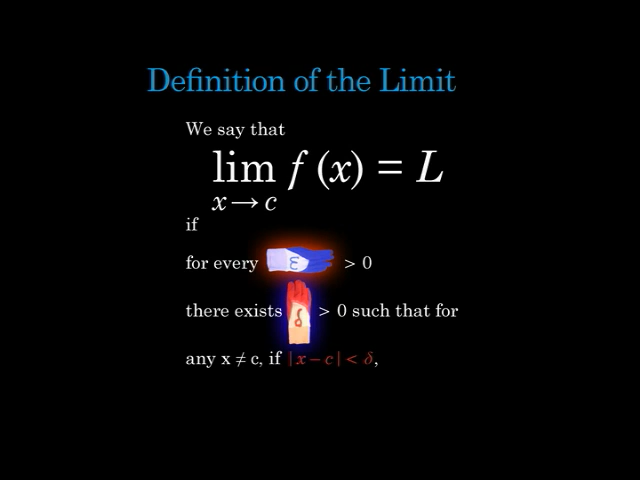 Definition of the Limit
We say that
lim f (x) = L
x → c
if
for every ε > 0
there exists δ > 0 such that for
any x ≠ c, if |x – c| < δ,